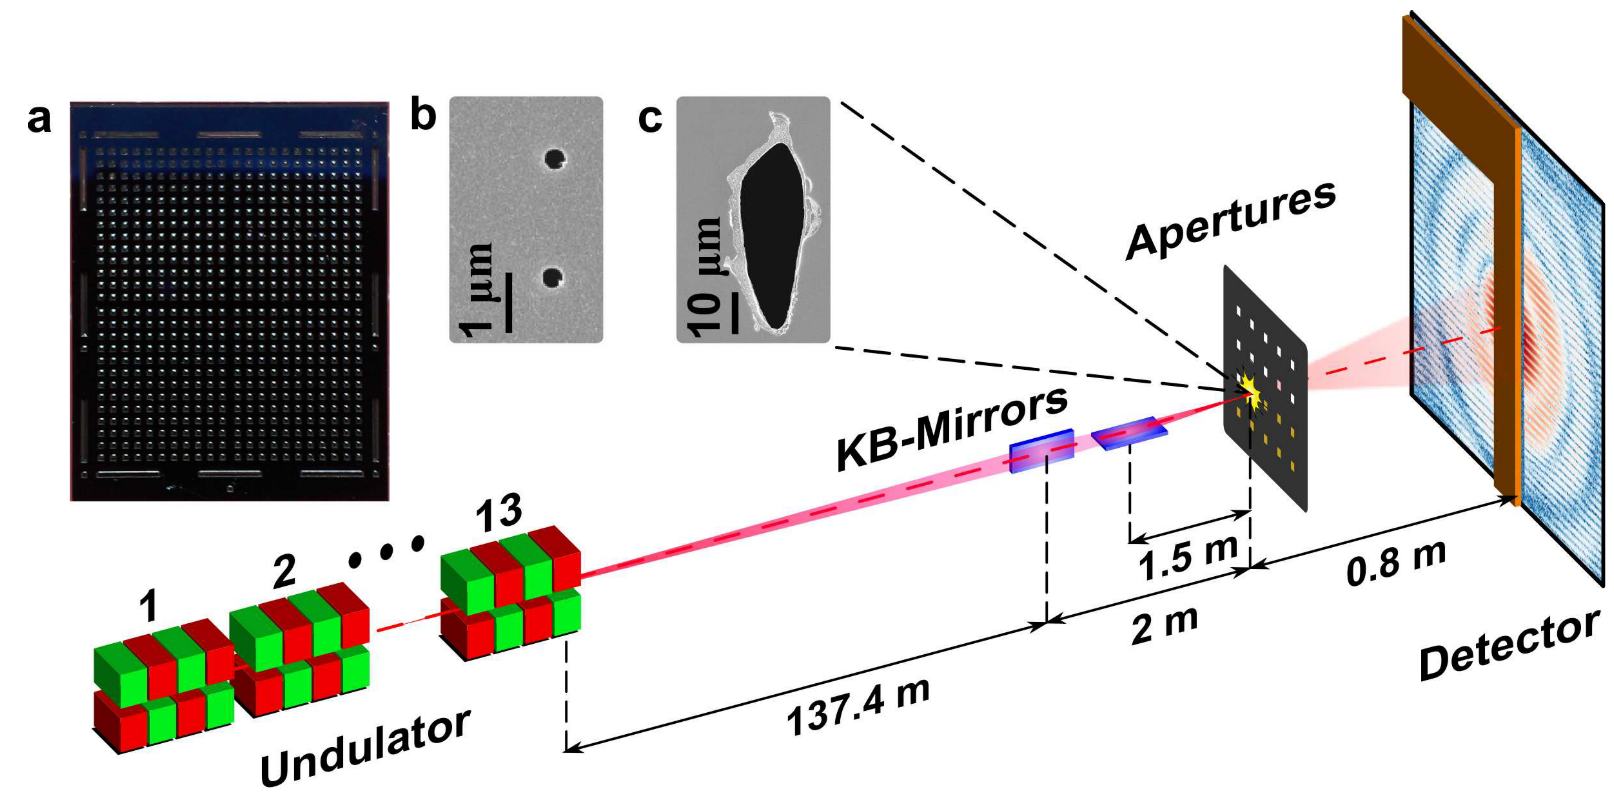 a
b
c
1 μm
10 μm
Apertures
KB-Mirrors
1
2
13
Undulator
1.5 m
2 m
0.8 m
137.4 m
Detector